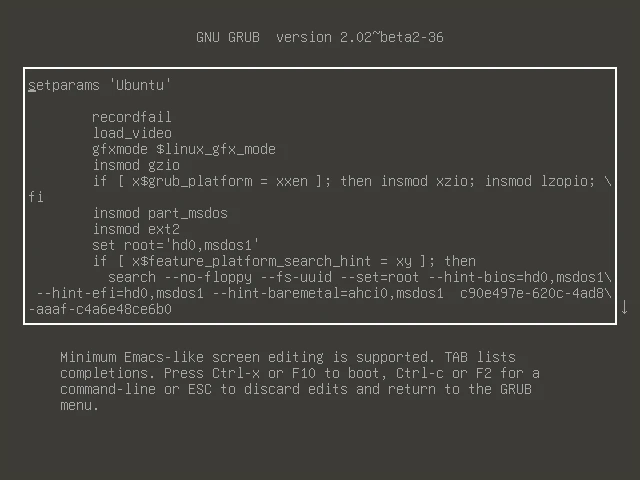 GNU GRUB  version 2.02~beta2-36
setparams 'Ubuntu'
recordfail
load_video
gfxmode $linux_gfx_mode
insmod gzio
if [ x$grub_platform = xxen ]; then insmod xzio; insmod lzopio; \
fi
insmod part_msdos
insmod ext2
set root='hd0,msdos1'
if [ x$feature_platform_search_hint = xy ]; then
search --no-floppy --fs-uuid --set=root --hint-bios=hd0,msdos1\
--hint-efi=hd0,msdos1 --hint-baremetal=ahci0,msdos1  c90e497e-620c-4ad8\
-aaaf-c4a6e48ce6b0
Minimum Emacs-like screen editing is supported. TAB lists
completions. Press Ctrl-x or F10 to boot, Ctrl-c or F2 for a
command-line or ESC to discard edits and return to the GRUB
menu.